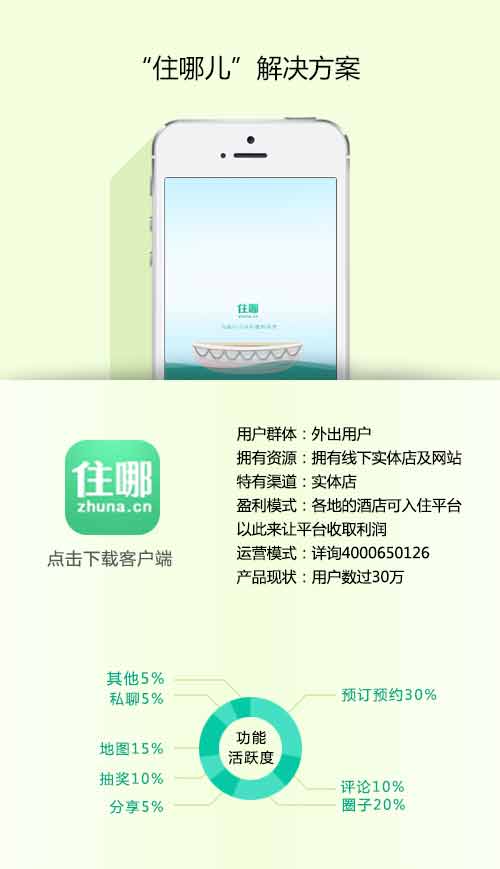 “住哪儿”解决方案
住哪
zhuna.cn
住哪
zhuna.cn
点击下载客户端
用户群体：外出用户
拥有资源：拥有线下实体店及网站
特有渠道：实体店
盈利模式：各地的酒店可入住平台
以此来让平台收取利润
运营模式：详询4000650126
产品现状：用户数过30万
其他5%
私聊5%
地图15%
抽奖10%
分享5%
功能
活跃度
预订预约30%
评论10%
圈子20%